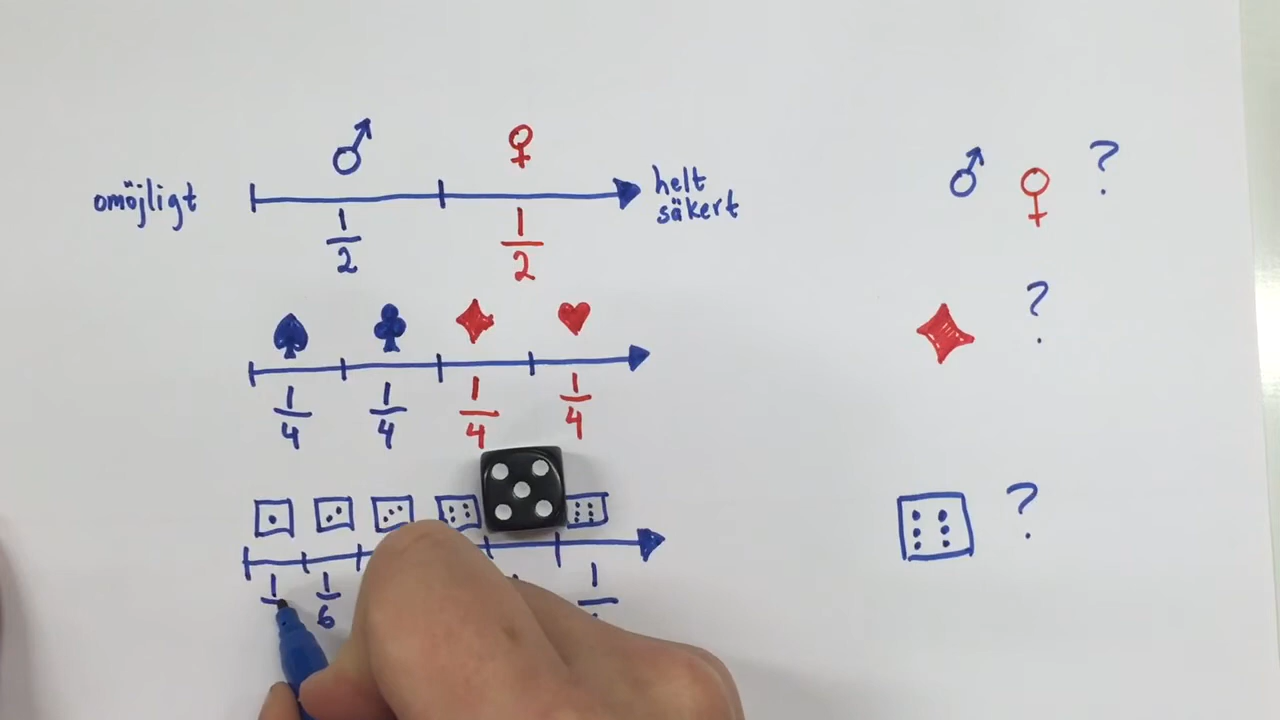 ♂ ♀
omöjligt helt
säkert
1/2 1/2
♂ ♀ ?
♠ ♣ ♦ ♥
1/4 1/4 1/4 1/4
♦ ?
1 1/6 1
?